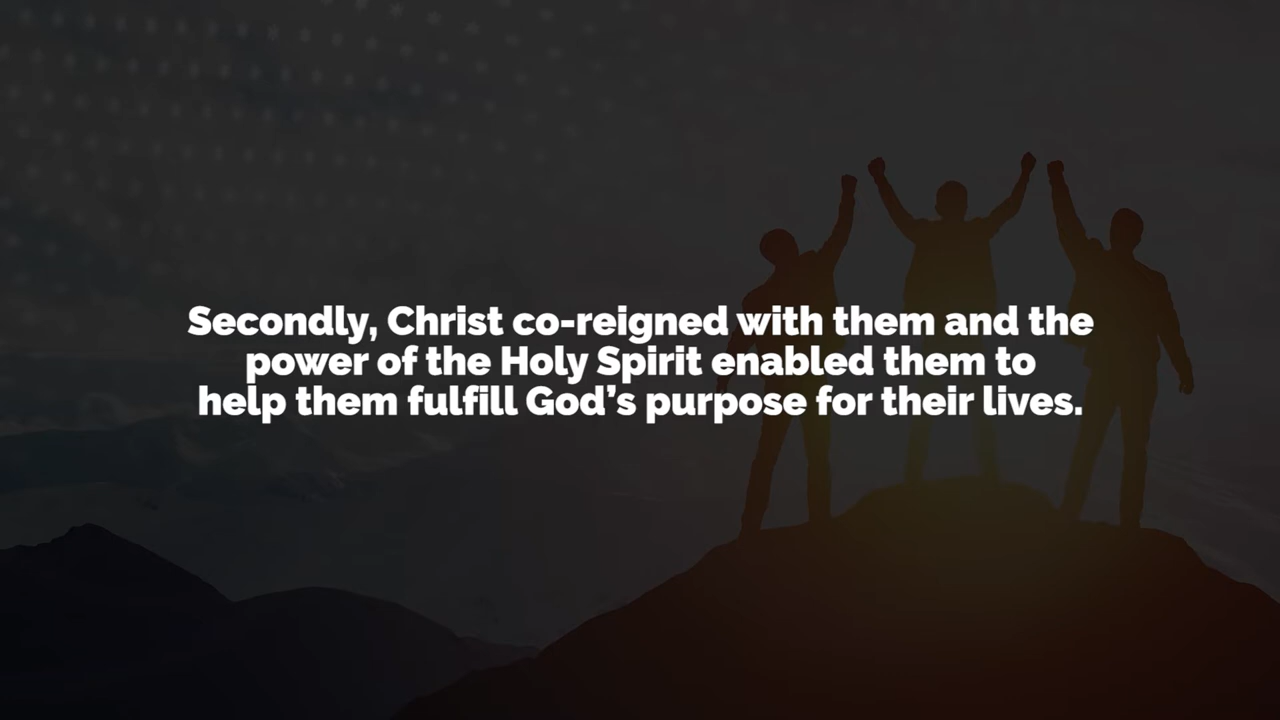 Secondly, Christ co-reigned with them and the
power of the Holy Spirit enabled them to
help them fulfill God’s purpose for their lives.